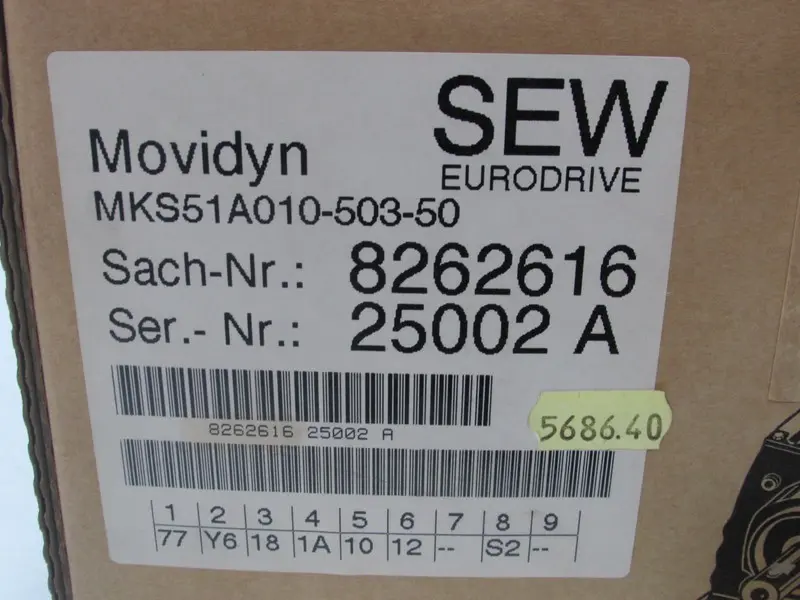 SEW
EURODRIVE
Movidyn
MKS51A010-503-50
Sach-Nr.: 8262616
Ser.- Nr.: 25002 A
8262616 25002 A
5686.40
1 2 3 4 5 6 7 8 9
77 Y6 18 1A 10 12 -- S2 --